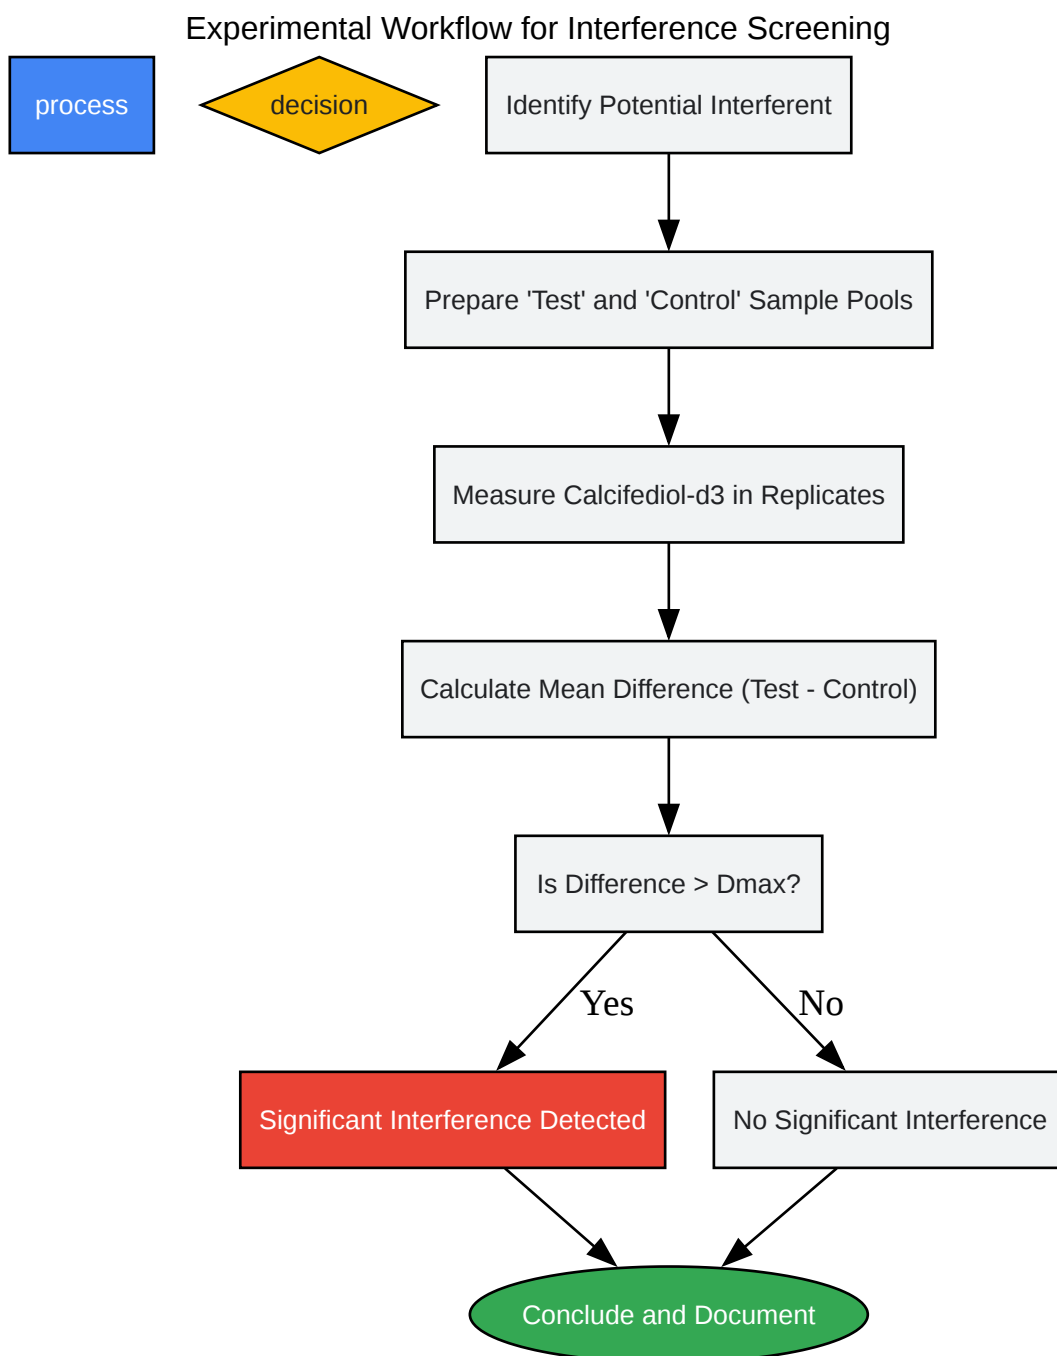 Experimental Workflow for Interference Screening
process
decision
Identify Potential Interferent
Prepare 'Test' and 'Control' Sample Pools
Measure Calcifediol-d3 in Replicates
Calculate Mean Difference (Test - Control)
Is Difference > Dmax?
Yes
No
Significant Interference Detected
No Significant Interference
Conclude and Document